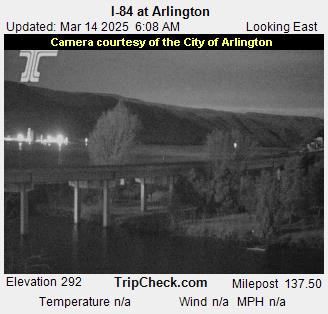 I-84 at Arlington
Updated: Mar 14 2025 6:08 AM Looking East
Camera courtesy of the City of Arlington
Elevation 292 TripCheck.com Milepost 137.50
Temperature n/a Wind n/a MPH n/a